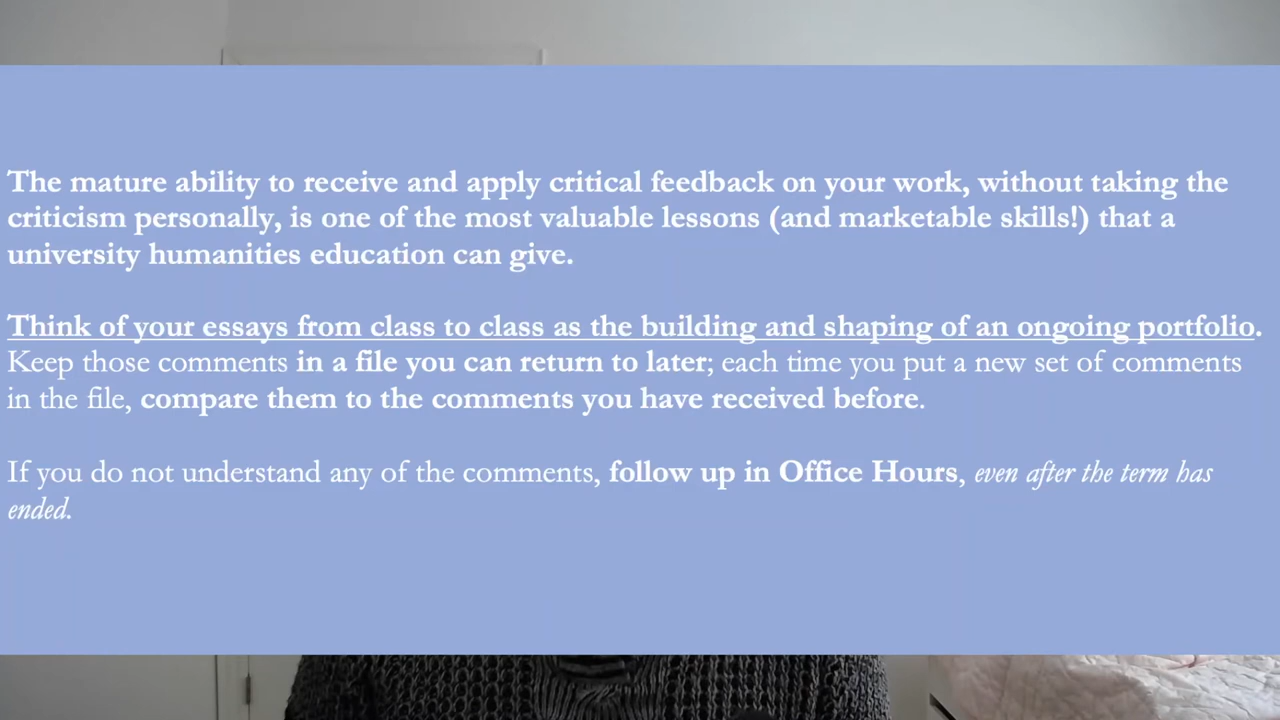 The mature ability to receive and apply critical feedback on your work, without taking the
criticism personally, is one of the most valuable lessons (and marketable skills!) that a
university humanities education can give.
Think of your essays from class to class as the building and shaping of an ongoing portfolio.
Keep those comments in a file you can return to later; each time you put a new set of comments
in the file, compare them to the comments you have received before.
If you do not understand any of the comments, follow up in Office Hours, even after the term has
ended.